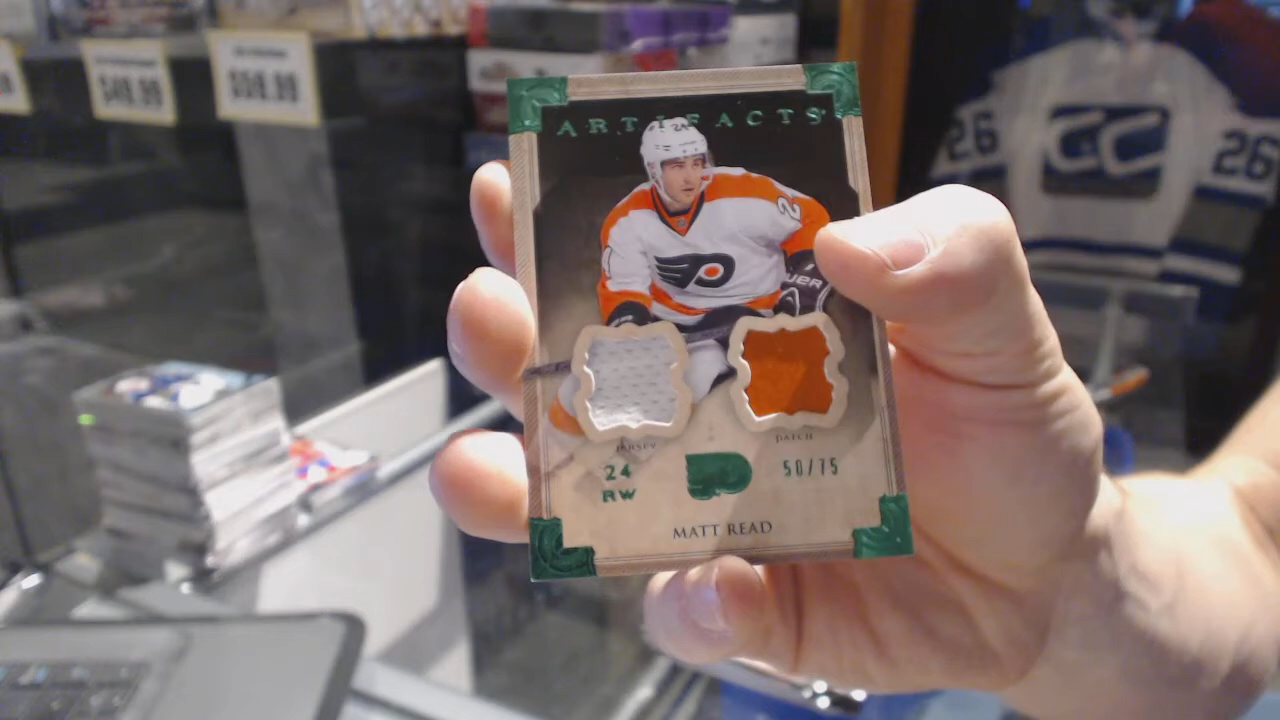 $49.99
$59.99
ARTIFACTS
24
26
26
JERSEY
PATCH
24
50/75
RW
MATT READ